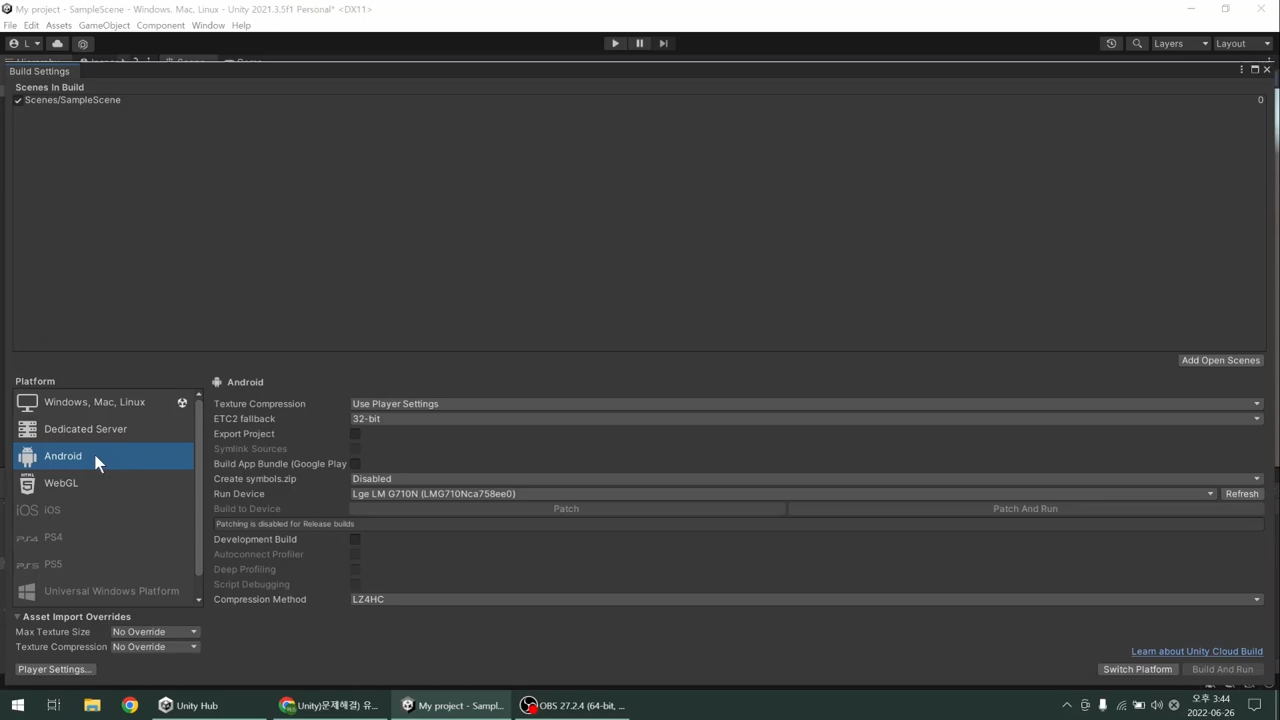 My project - SampleScene - Windows, Mac, Linux - Unity 2021.3.5f1 Personal* <DX11>
File Edit Assets GameObject Component Window Help
L Layers Layout
Build Settings
Scenes In Build
Scenes/SampleScene 0
Add Open Scenes
Platform
Windows, Mac, Linux
Dedicated Server
Android
WebGL
iOS iOS
PS4 PS4
PS5 PS5
Universal Windows Platform
Android
Texture Compression Use Player Settings
ETC2 fallback 32-bit
Export Project
Symlink Sources
Build App Bundle (Google Play
Create symbols.zip Disabled
Run Device Lge LM G710N (LMG710Nca758ee0) Refresh
Build to Device Patch Patch And Run
Patching is disabled for Release builds
Development Build
Autoconnect Profiler
Deep Profiling
Script Debugging
Compression Method LZ4HC
Asset Import Overrides
Max Texture Size No Override
Texture Compression No Override
Learn about Unity Cloud Build
Player Settings... Switch Platform Build And Run
Unity Hub Unity)문제해결) 유... My project - Sampl... OBS 27.2.4 (64-bit, ...
오후 3:44
2022-06-26